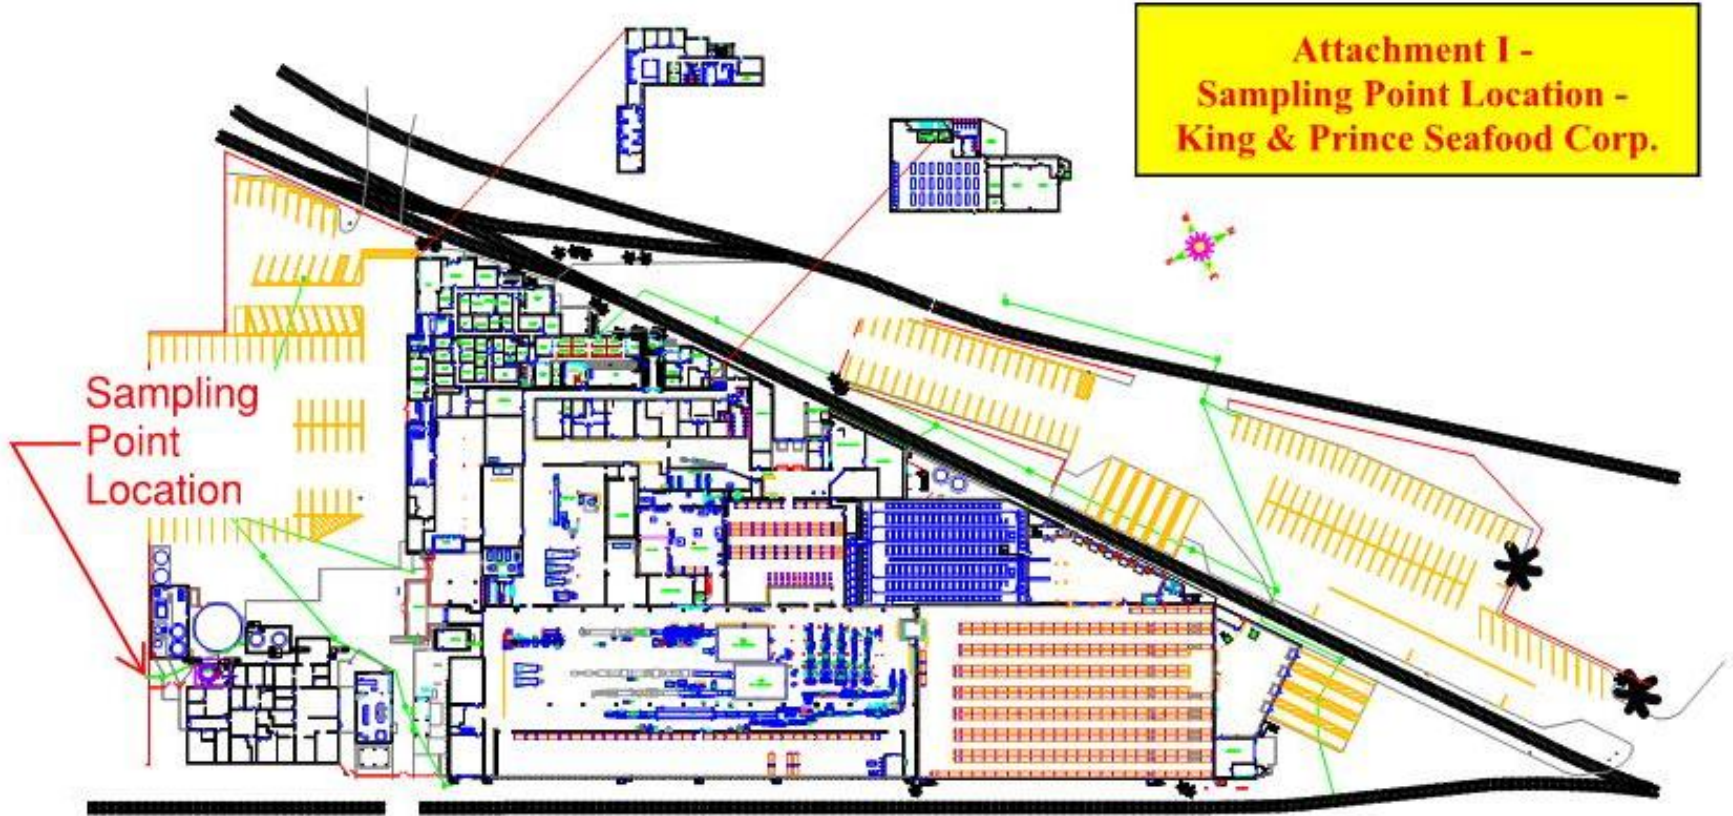 Attachment I -
Sampling Point Location -
King & Prince Seafood Corp.
Sampling
Point
Location